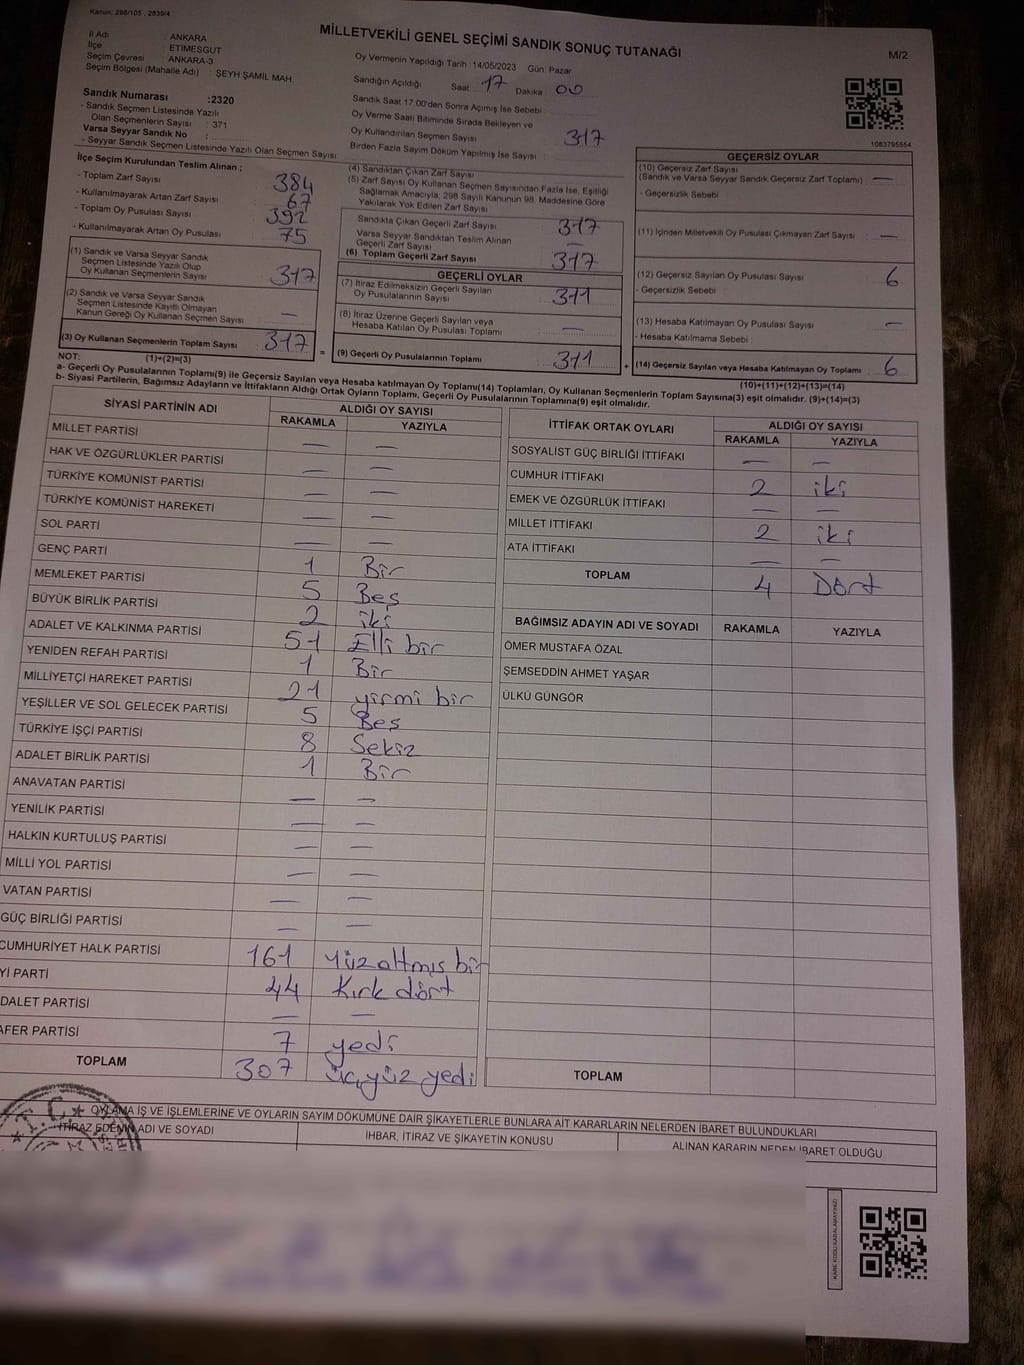 Kanun: 298/105 , 2839/4
MİLLETVEKİLİ GENEL SEÇİMİ SANDIK SONUÇ TUTANAĞI
M/2
İl Adı : ANKARA
İlçe : ETİMESGUT
Seçim Çevresi : ANKARA-3
Seçim Bölgesi (Mahalle Adı) : ŞEYH ŞAMİL MAH.
Oy Vermenin Yapıldığı Tarih : 14/05/2023 Gün: Pazar
Sandığın Açıldığı Saat 17 Dakika : 00
Sandık Saat 17:00'den Sonra Açımış İse Sebebi :
Oy Verme Saati Bitiminde Sırada Bekleyen ve
Oy Kullandırılan Seçmen Sayısı : 317
Birden Fazla Sayım Döküm Yapılmış İse Sayısı :
Sandık Numarası : 2320
- Sandık Seçmen Listesinde Yazılı
Olan Seçmenlerin Sayısı : 371
Varsa Seyyar Sandık No :
- Seyyar Sandık Seçmen Listesinde Yazılı Olan Seçmen Sayısı
İlçe Seçim Kurulundan Teslim Alınan ;
- Toplam Zarf Sayısı 384
- Kullanılmayarak Artan Zarf Sayısı 67
- Toplam Oy Pusulası Sayısı 392
- Kullanılmayarak Artan Oy Pusulası 75
(1) Sandık ve Varsa Seyyar Sandık
Seçmen Listesinde Yazılı Olup
Oy Kullanan Seçmenlerin Sayısı : 317
(2) Sandık ve Varsa Seyyar Sandık
Seçmen Listesinde Kayıtlı Olmayan
Kanun Gereği Oy Kullanan Seçmen Sayısı : —
(3) Oy Kullanan Seçmenlerin Toplam Sayısı : 317
(1)+(2)=(3)
(4) Sandıktan Çıkan Zarf Sayısı
(5) Zarf Sayısı Oy Kullanan Seçmen Sayısından Fazla İse, Eşitliği
Sağlamak Amacıyla, 298 Sayılı Kanunun 98. Maddesine Göre
Yakılarak Yok Edilen Zarf Sayısı
Sandıkta Çıkan Geçerli Zarf Sayısı : 317
Varsa Seyyar Sandıktan Teslim Alınan
Geçerli Zarf Sayısı : —
(6) Toplam Geçerli Zarf Sayısı : 317
GEÇERLİ OYLAR
(7) İtiraz Edilmeksizin Geçerli Sayılan
Oy Pusulalarının Sayısı : 311
(8) İtiraz Üzerine Geçerli Sayılan veya
Hesaba Katılan Oy Pusulası Toplamı : —
= (9) Geçerli Oy Pusulalarının Toplamı : 311
1083795554
GEÇERSİZ OYLAR
(10) Geçersiz Zarf Sayısı
(Sandık ve Varsa Seyyar Sandık Geçersiz Zarf Toplamı) : —
- Geçersizlik Sebebi :
(11) İçinden Milletvekili Oy Pusulası Çıkmayan Zarf Sayısı : —
(12) Geçersiz Sayılan Oy Pusulası Sayısı : 6
- Geçersizlik Sebebi :
(13) Hesaba Katılmayan Oy Pusulası Sayısı : —
- Hesaba Katılmama Sebebi :
+ (14) Geçersiz Sayılan veya Hesaba Katılmayan Oy Toplamı : 6
(10)+(11)+(12)+(13)=(14)
NOT:
a- Geçerli Oy Pusulalarının Toplamı(9) ile Geçersiz Sayılan veya Hesaba katılmayan Oy Toplamı(14) Toplamları, Oy Kullanan Seçmenlerin Toplam Sayısına(3) eşit olmalıdır. (9)+(14)=(3)
b- Siyasi Partilerin, Bağımsız Adayların ve İttifakların Aldığı Ortak Oyların Toplamı, Geçerli Oy Pusulalarının Toplamına(9) eşit olmalıdır.
SİYASİ PARTİNİN ADI ALDIĞI OY SAYISI
RAKAMLA YAZIYLA
MİLLET PARTİSİ — —
HAK VE ÖZGÜRLÜKLER PARTİSİ — —
TÜRKİYE KOMÜNİST PARTİSİ — —
TÜRKİYE KOMÜNİST HAREKETİ — —
SOL PARTİ — —
GENÇ PARTİ 1 Bir
MEMLEKET PARTİSİ 5 Beş
BÜYÜK BİRLİK PARTİSİ 2 iki
ADALET VE KALKINMA PARTİSİ 51 Elli bir
YENİDEN REFAH PARTİSİ 1 Bir
MİLLİYETÇİ HAREKET PARTİSİ 21 yirmi bir
YEŞİLLER VE SOL GELECEK PARTİSİ 5 Beş
TÜRKİYE İŞÇİ PARTİSİ 8 Sekiz
ADALET BİRLİK PARTİSİ 1 Bir
ANAVATAN PARTİSİ — —
YENİLİK PARTİSİ — —
HALKIN KURTULUŞ PARTİSİ — —
MİLLİ YOL PARTİSİ — —
VATAN PARTİSİ — —
GÜÇ BİRLİĞİ PARTİSİ — —
CUMHURİYET HALK PARTİSİ 161 yüzaltmış bir
Yİ PARTİ 44 Kırk dört
DALET PARTİSİ — —
AFER PARTİSİ 7 yedi
TOPLAM 307 üçyüz yedi
İTTİFAK ORTAK OYLARI ALDIĞI OY SAYISI
RAKAMLA YAZIYLA
SOSYALİST GÜÇ BİRLİĞİ İTTİFAKI — —
CUMHUR İTTİFAKI 2 iki
EMEK VE ÖZGÜRLÜK İTTİFAKI — —
MİLLET İTTİFAKI 2 iki
ATA İTTİFAKI — —
TOPLAM 4 Dört
BAĞIMSIZ ADAYIN ADI VE SOYADI RAKAMLA YAZIYLA
ÖMER MUSTAFA ÖZAL
ŞEMSEDDİN AHMET YAŞAR
ÜLKÜ GÜNGÖR
TOPLAM
OYLAMA İŞ VE İŞLEMLERİNE VE OYLARIN SAYIM DÖKÜMÜNE DAİR ŞİKAYETLERLE BUNLARA AİT KARARLARIN NELERDEN İBARET BULUNDUKLARI
İTİRAZ EDENİN ADI VE SOYADI İHBAR, İTİRAZ VE ŞİKAYETİN KONUSU ALINAN KARARIN NEDEN İBARET OLDUĞU
T.C.
KARE KODU KARALAMAYINIZ!